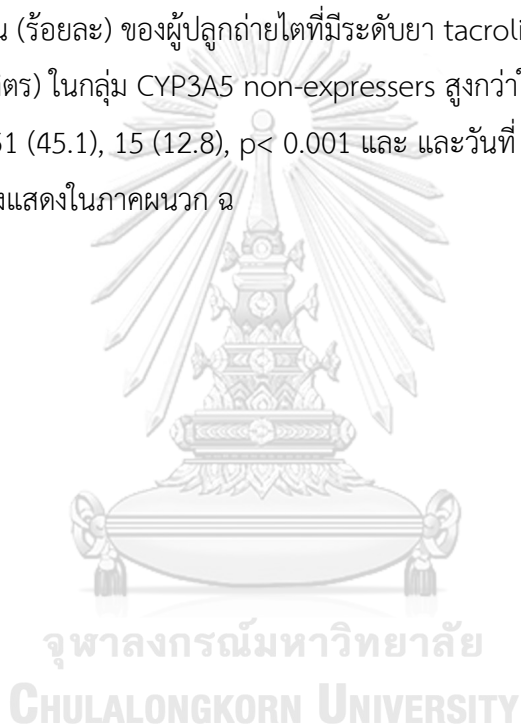 น (ร้อยละ) ของผู้ปลูกถ่ายไตที่มีระดับยา tacroli
ิตร) ในกลุ่ม CYP3A5 non-expressers สูงกว่าใ
51 (45.1), 15 (12.8), p< 0.001 และ และวันที่
งแสดงในภาคผนวก ฉ
จุฬาลงกรณ์มหาวิทยาลัย
CHULALONGKORN UNIVERSITY